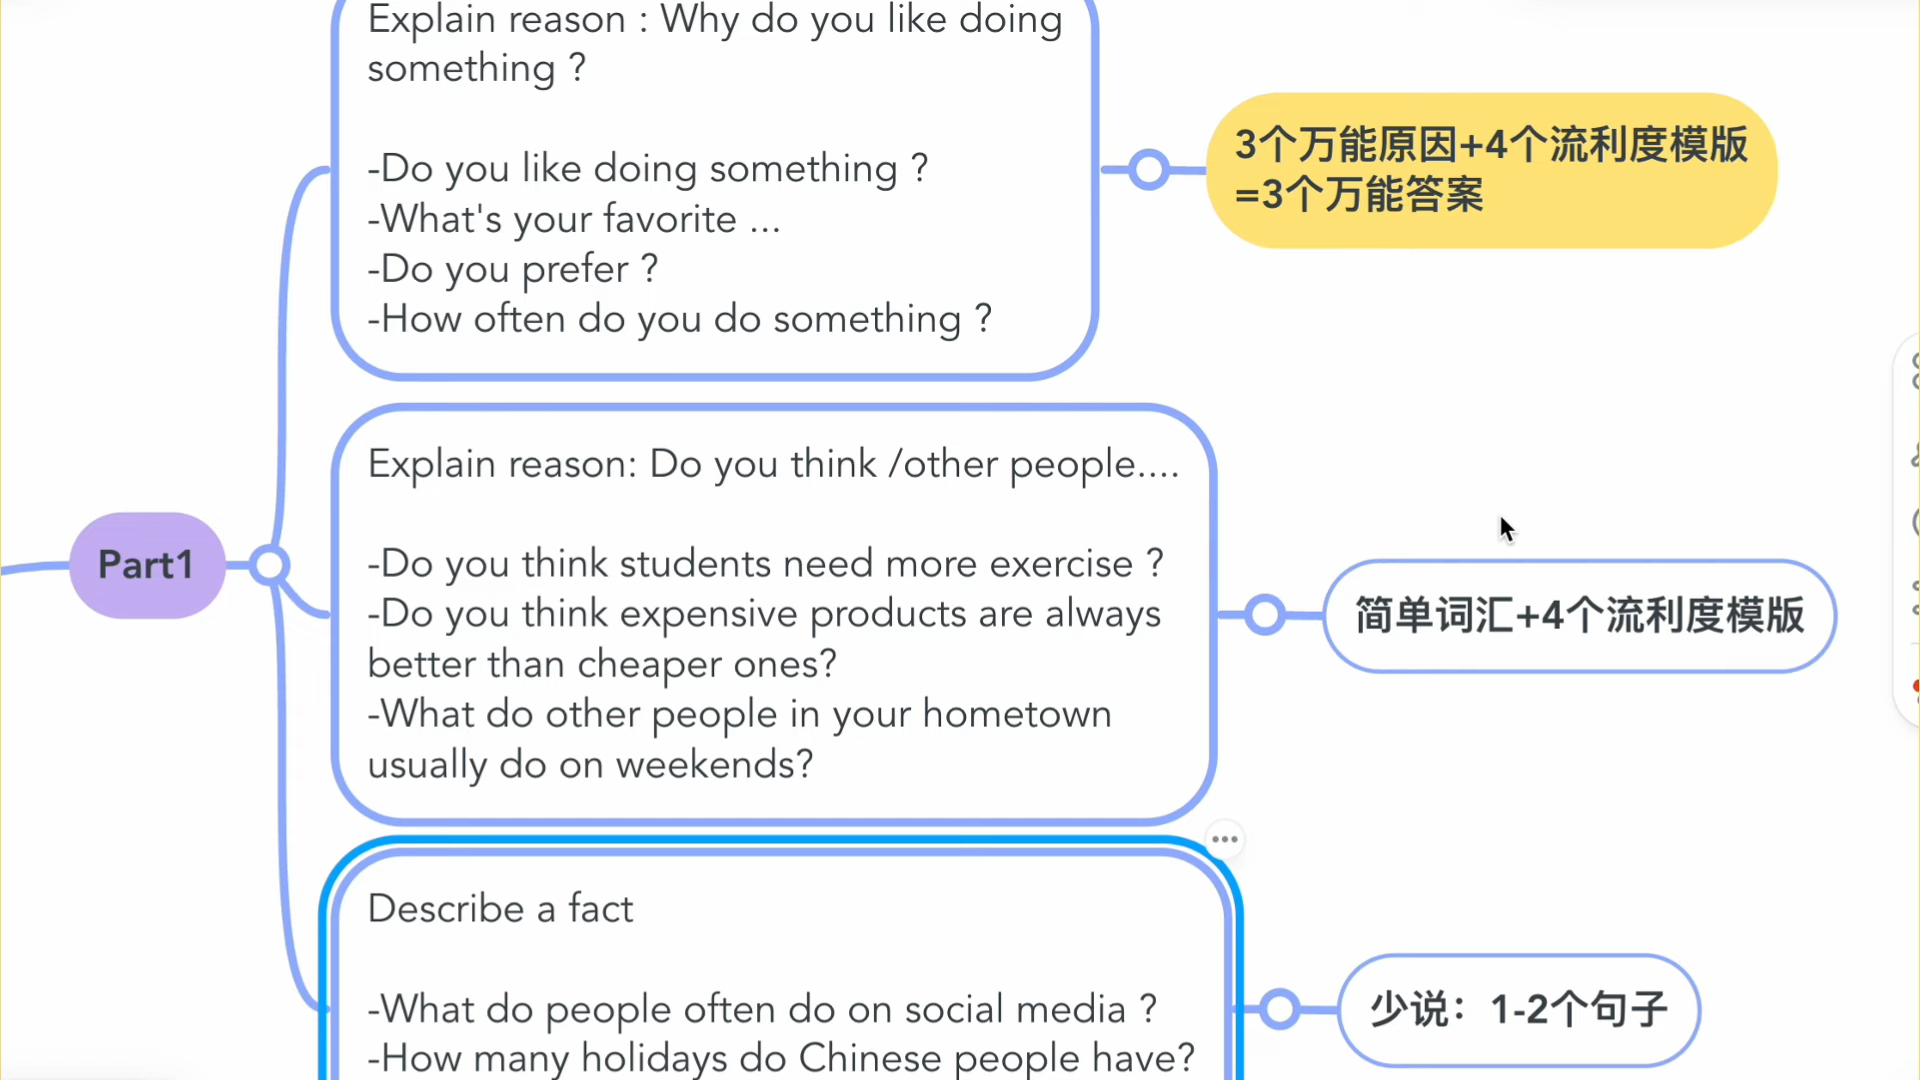 Explain reason : Why do you like doing
something ?
-Do you like doing something ?
-What's your favorite ...
-Do you prefer ?
-How often do you do something ?
3个万能原因+4个流利度模版
=3个万能答案
Part1
Explain reason: Do you think /other people....
-Do you think students need more exercise ?
-Do you think expensive products are always
better than cheaper ones?
-What do other people in your hometown
usually do on weekends?
简单词汇+4个流利度模版
Describe a fact
-What do people often do on social media ?
-How many holidays do Chinese people have?
少说：1-2个句子